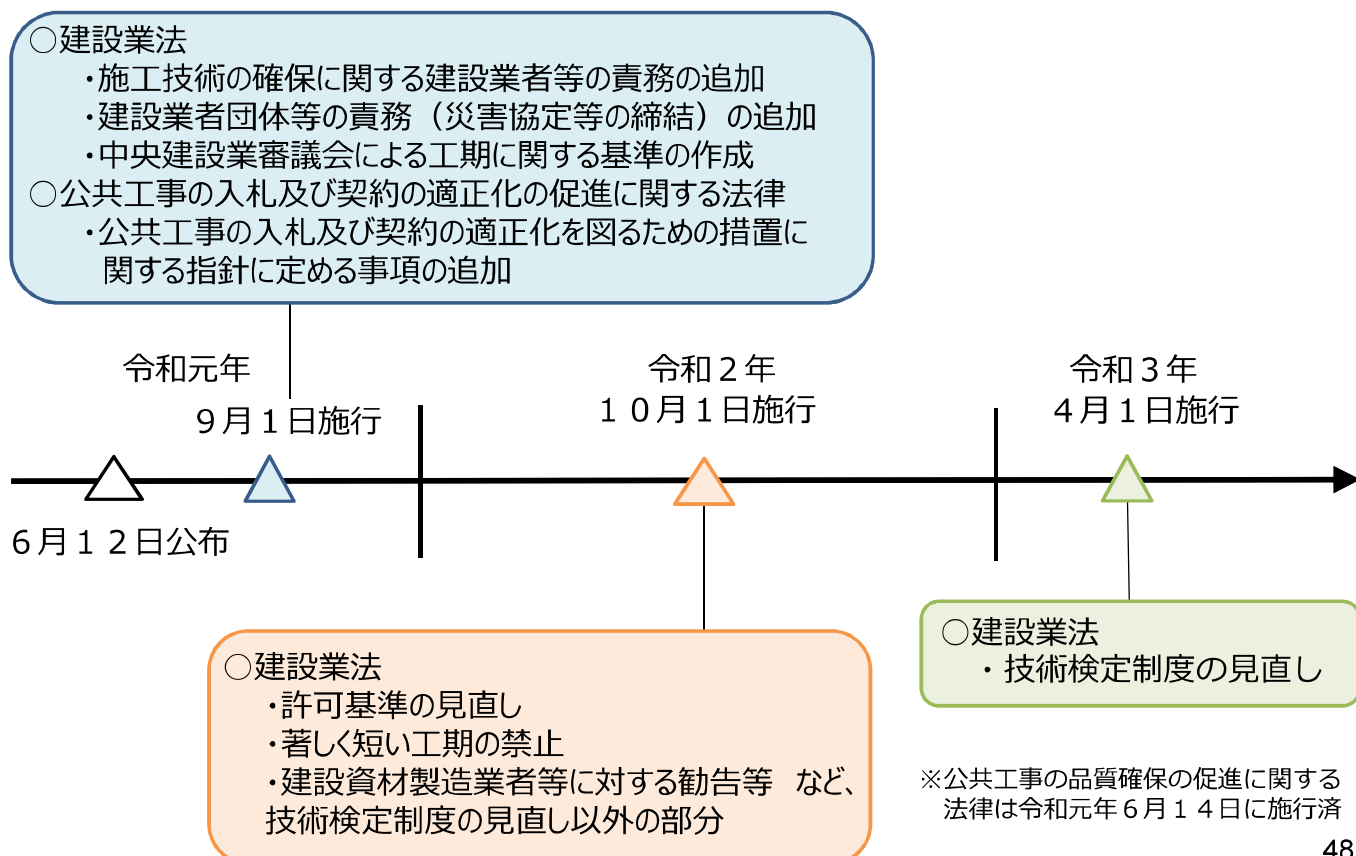 ○建設業法
・施工技術の確保に関する建設業者等の責務の追加
・建設業者団体等の責務（災害協定等の締結）の追加
・中央建設業審議会による工期に関する基準の作成
○公共工事の入札及び契約の適正化の促進に関する法律
・公共工事の入札及び契約の適正化を図るための措置に
関する指針に定める事項の追加
令和元年
９月１日施行
６月１２日公布
令和２年
１０月１日施行
令和３年
４月１日施行
○建設業法
・許可基準の見直し
・著しく短い工期の禁止
・建設資材製造業者等に対する勧告等　など、
技術検定制度の見直し以外の部分
○建設業法
・技術検定制度の見直し
※公共工事の品質確保の促進に関する
法律は令和元年６月１４日に施行済
48